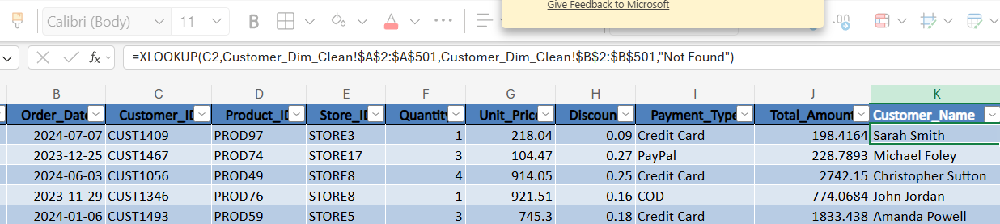 Give Feedback to Microsoft
Calibri (Body) 11 B A .00
fx =XLOOKUP(C2,Customer_Dim_Clean!$A$2:$A$501,Customer_Dim_Clean!$B$2:$B$501,"Not Found")
B C D E F G H I J K
Order_Date Customer_ID Product_ID Store_ID Quantity Unit_Price Discount Payment_Type Total_Amount Customer_Name
2024-07-07 CUST1409 PROD97 STORE3 1 218.04 0.09 Credit Card 198.4164 Sarah Smith
2023-12-25 CUST1467 PROD74 STORE17 3 104.47 0.27 PayPal 228.7893 Michael Foley
2024-06-03 CUST1056 PROD49 STORE8 4 914.05 0.25 Credit Card 2742.15 Christopher Sutton
2023-11-29 CUST1346 PROD76 STORE8 1 921.51 0.16 COD 774.0684 John Jordan
2024-01-06 CUST1493 PROD59 STORE5 3 745.3 0.18 Credit Card 1833.438 Amanda Powell